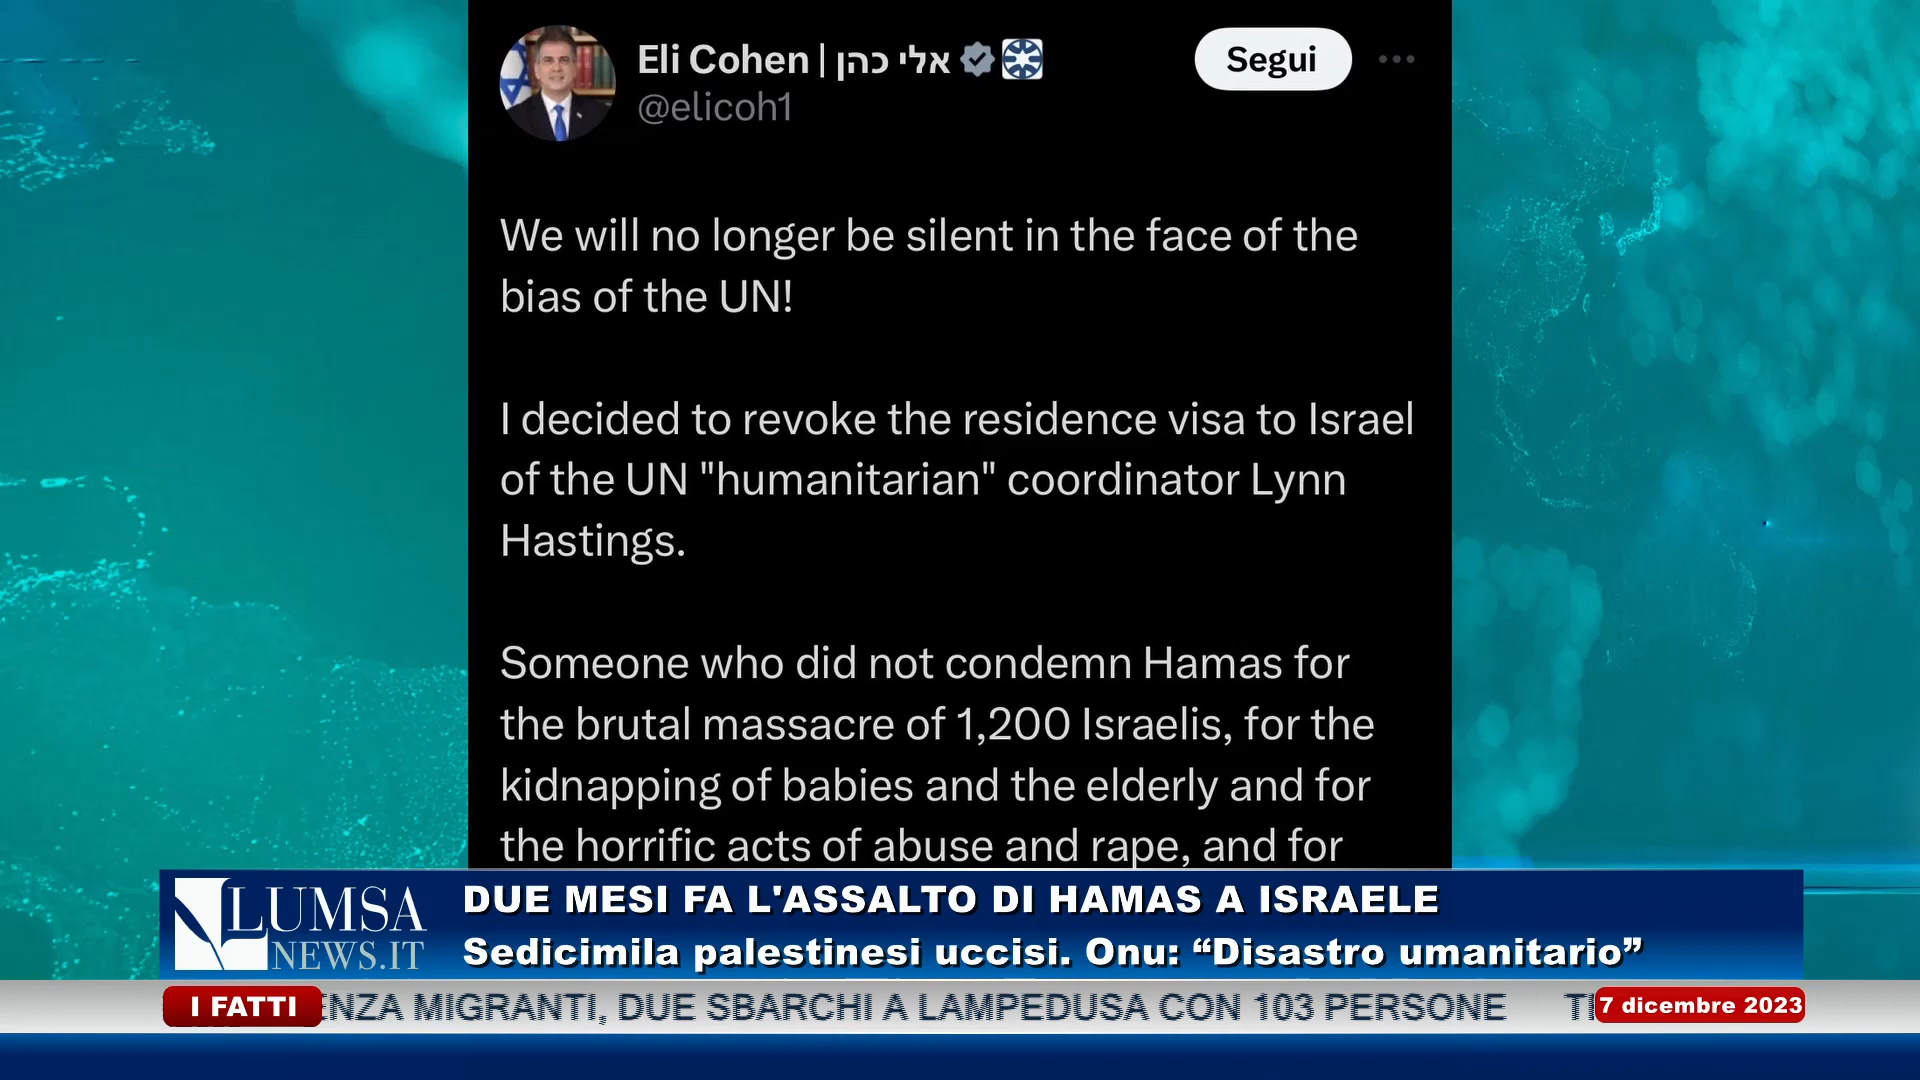 Eli Cohen | אלי כהן
Segui
@elicoh1
We will no longer be silent in the face of the
bias of the UN!
I decided to revoke the residence visa to Israel
of the UN "humanitarian" coordinator Lynn
Hastings.
Someone who did not condemn Hamas for
the brutal massacre of 1,200 Israelis, for the
kidnapping of babies and the elderly and for
the horrific acts of abuse and rape, and for
LUMSA
NEWS.IT
DUE MESI FA L'ASSALTO DI HAMAS A ISRAELE
Sedicimila palestinesi uccisi. Onu: “Disastro umanitario”
I FATTI
MIGRANTI, DUE SBARCHI A LAMPEDUSA CON 103 PERSONE
7 dicembre 2023